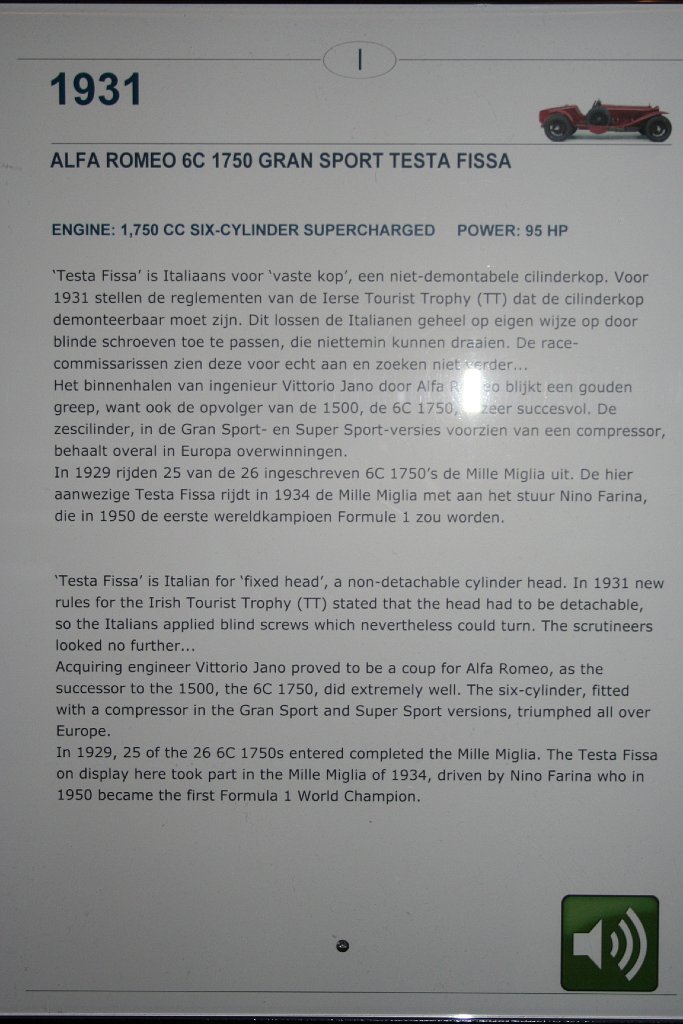 I
1931
ALFA ROMEO 6C 1750 GRAN SPORT TESTA FISSA
ENGINE: 1,750 CC SIX-CYLINDER SUPERCHARGED POWER: 95 HP
‘Testa Fissa’ is Italiaans voor ‘vaste kop’, een niet-demontabele cilinderkop. Voor
1931 stellen de reglementen van de Ierse Tourist Trophy (TT) dat de cilinderkop
demonteerbaar moet zijn. Dit lossen de Italianen geheel op eigen wijze op door
blinde schroeven toe te passen, die niettemin kunnen draaien. De race-
commissarissen zien deze voor echt aan en zoeken niet verder...
Het binnenhalen van ingenieur Vittorio Jano door Alfa Romeo blijkt een gouden
greep, want ook de opvolger van de 1500, de 6C 1750, zeer succesvol. De
zescilinder, in de Gran Sport- en Super Sport-versies voorzien van een compressor,
behaalt overal in Europa overwinningen.
In 1929 rijden 25 van de 26 ingeschreven 6C 1750’s de Mille Miglia uit. De hier
aanwezige Testa Fissa rijdt in 1934 de Mille Miglia met aan het stuur Nino Farina,
die in 1950 de eerste wereldkampioen Formule 1 zou worden.
‘Testa Fissa’ is Italian for ‘fixed head’, a non-detachable cylinder head. In 1931 new
rules for the Irish Tourist Trophy (TT) stated that the head had to be detachable,
so the Italians applied blind screws which nevertheless could turn. The scrutineers
looked no further...
Acquiring engineer Vittorio Jano proved to be a coup for Alfa Romeo, as the
successor to the 1500, the 6C 1750, did extremely well. The six-cylinder, fitted
with a compressor in the Gran Sport and Super Sport versions, triumphed all over
Europe.
In 1929, 25 of the 26 6C 1750s entered completed the Mille Miglia. The Testa Fissa
on display here took part in the Mille Miglia of 1934, driven by Nino Farina who in
1950 became the first Formula 1 World Champion.